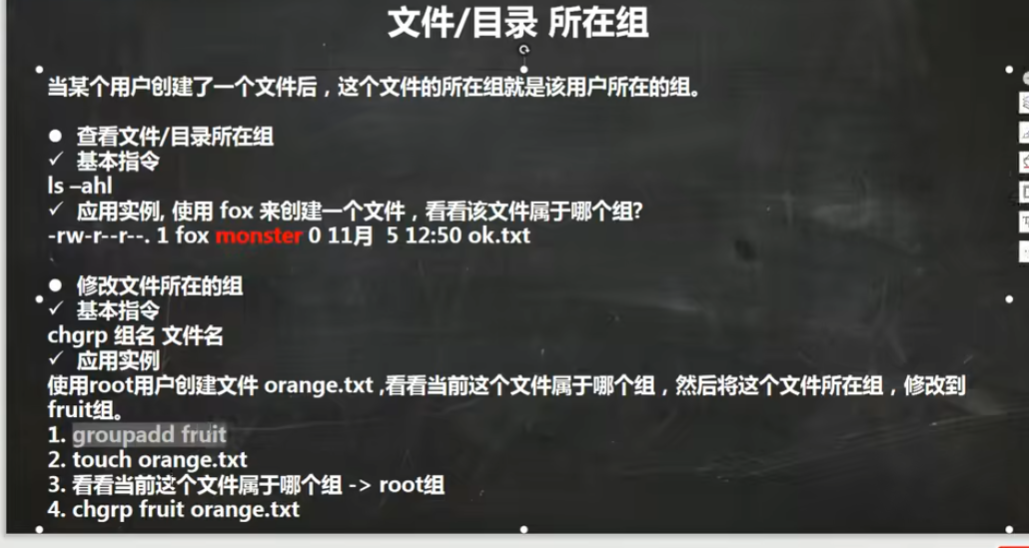 文件/目录 所在组
当某个用户创建了一个文件后，这个文件的所在组就是该用户所在的组。
● 查看文件/目录所在组
✓ 基本指令
ls –ahl
✓ 应用实例, 使用 fox 来创建一个文件，看看该文件属于哪个组?
-rw-r--r--. 1 fox monster 0 11月  5 12:50 ok.txt
● 修改文件所在的组
✓ 基本指令
chgrp 组名 文件名
✓ 应用实例
使用root用户创建文件 orange.txt ,看看当前这个文件属于哪个组，然后将这个文件所在组，修改到
fruit组。
1. groupadd fruit
2. touch orange.txt
3. 看看当前这个文件属于哪个组 -> root组
4. chgrp fruit orange.txt